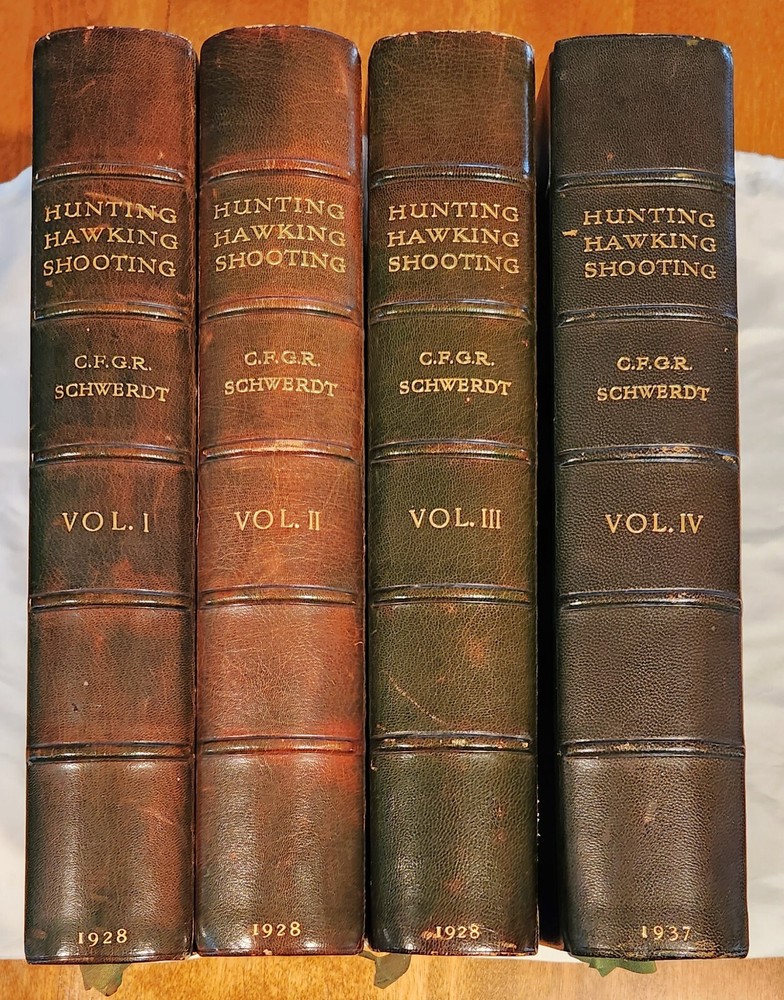 HUNTING
HAWKING
SHOOTING
C.F.G.R.
SCHWERDT
VOL. I
1928
HUNTING
HAWKING
SHOOTING
C.F.G.R.
SCHWERDT
VOL. II
1928
HUNTING
HAWKING
SHOOTING
C.F.G.R.
SCHWERDT
VOL. III
1928
HUNTING
HAWKING
SHOOTING
C.F.G.R.
SCHWERDT
VOL. IV
1937